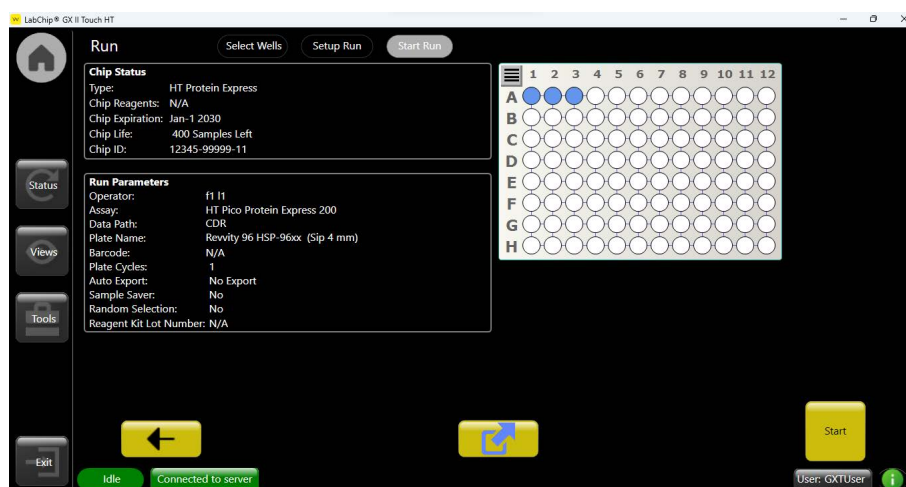 LabChip® GX II Touch HT
Run
Select Wells
Setup Run
Start Run
Chip Status
Type: HT Protein Express
Chip Reagents: N/A
Chip Expiration: Jan-1 2030
Chip Life: 400 Samples Left
Chip ID: 12345-99999-11
Run Parameters
Operator: f1 l1
Assay: HT Pico Protein Express 200
Data Path: CDR
Plate Name: Revvity 96 HSP-96xx (Sip 4 mm)
Barcode: N/A
Plate Cycles: 1
Auto Export: No Export
Sample Saver: No
Random Selection: No
Reagent Kit Lot Number: N/A
1 2 3 4 5 6 7 8 9 10 11 12
A
B
C
D
E
F
G
H
Status
Views
Tools
Exit
Start
Idle
Connected to server
User: GXTUser
i